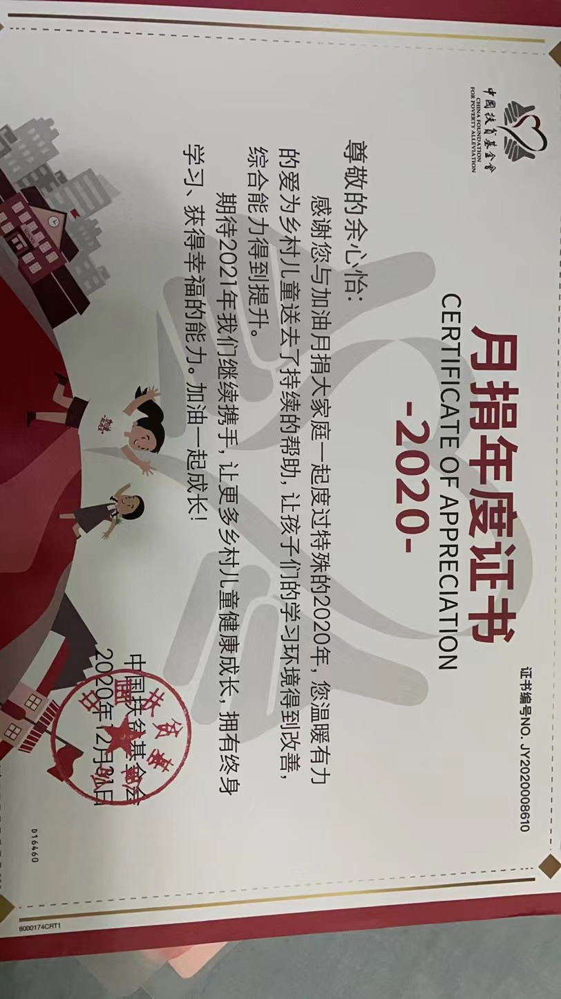 中国扶贫基金会
CHINA FOUNDATION
FOR POVERTY ALLEVIATION
证书编号NO. JY2020008610
月捐年度证书
CERTIFICATE OF APPRECIATION
-2020-
尊敬的余心怡：
感谢您与加油月捐大家庭一起度过特殊的2020年，您温暖有力
的爱为乡村儿童送去了持续的帮助，让孩子们的学习环境得到改善，
综合能力得到提升。
期待2021年我们继续携手，让更多乡村儿童健康成长，拥有终身
学习、获得幸福的能力。加油一起成长！
SCHOOL
中国扶贫基金会
2020年12月31日
D16460
8000174CRT1